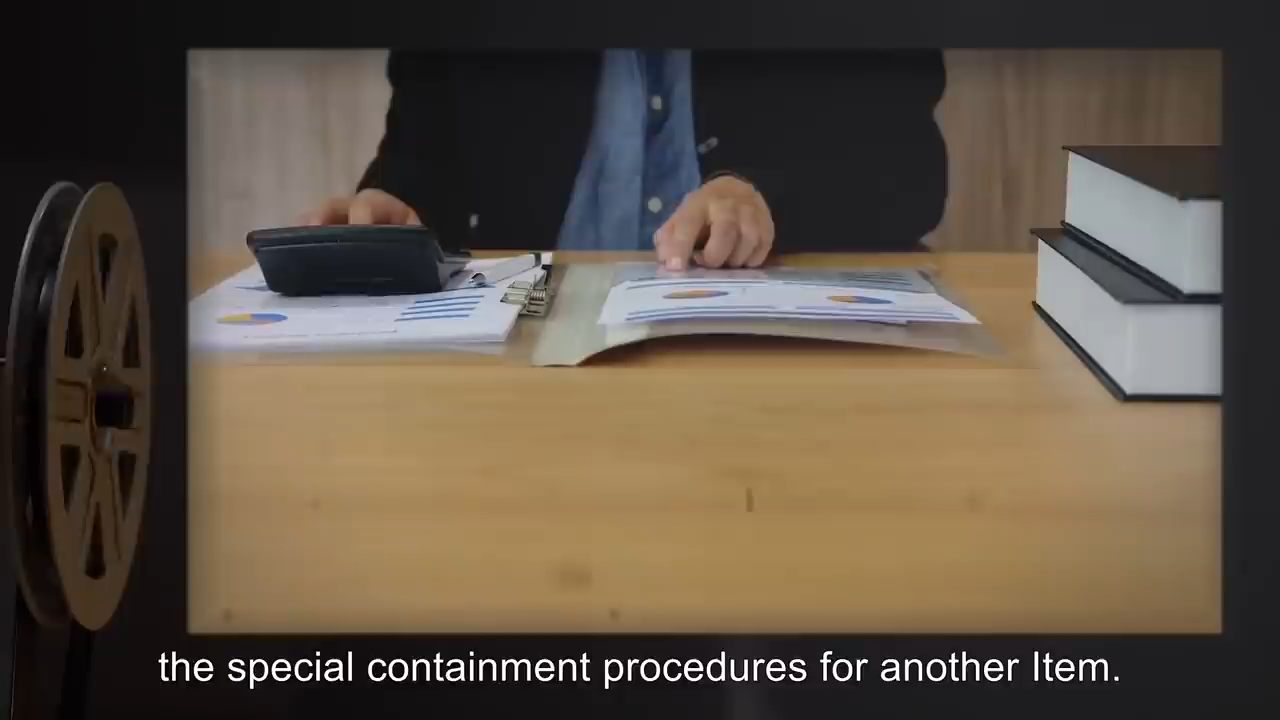 the special containment procedures for another Item.